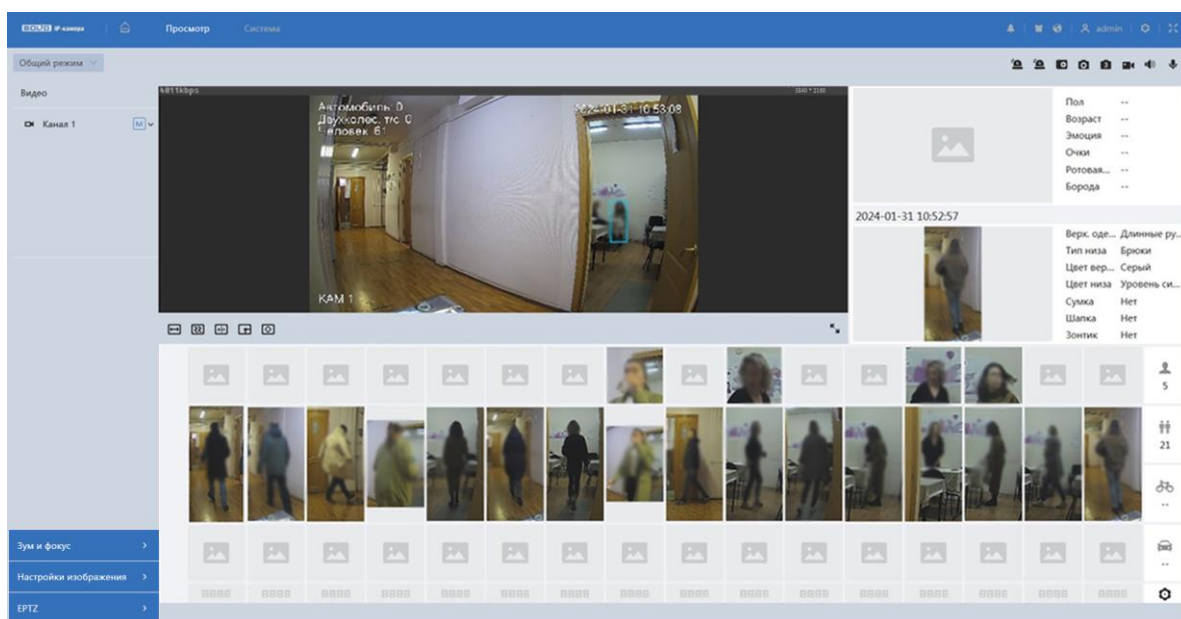 BOLID IP-камера
Просмотр
Система
admin
Общий режим
Видео
Канал 1
M
Автомобиль: 0
Двухколес. т/с 0
Человек 61
2024-01-31 10:53:08
КАМ 1
Пол --
Возраст --
Эмоция --
Очки --
Ротовая... --
Борода --
2024-01-31 10:52:57
Верх. оде... Длинные ру...
Тип низа Брюки
Цвет вер... Серый
Цвет низа Уровень си...
Сумка Нет
Шапка Нет
Зонтик Нет
5
21
--
--
Зум и фокус
Настройки изображения
EPTZ